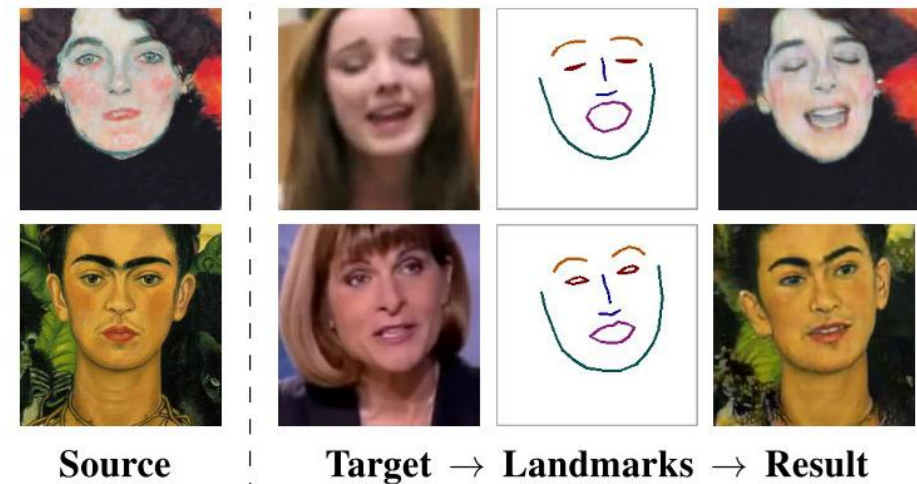 Source Target → Landmarks → Result